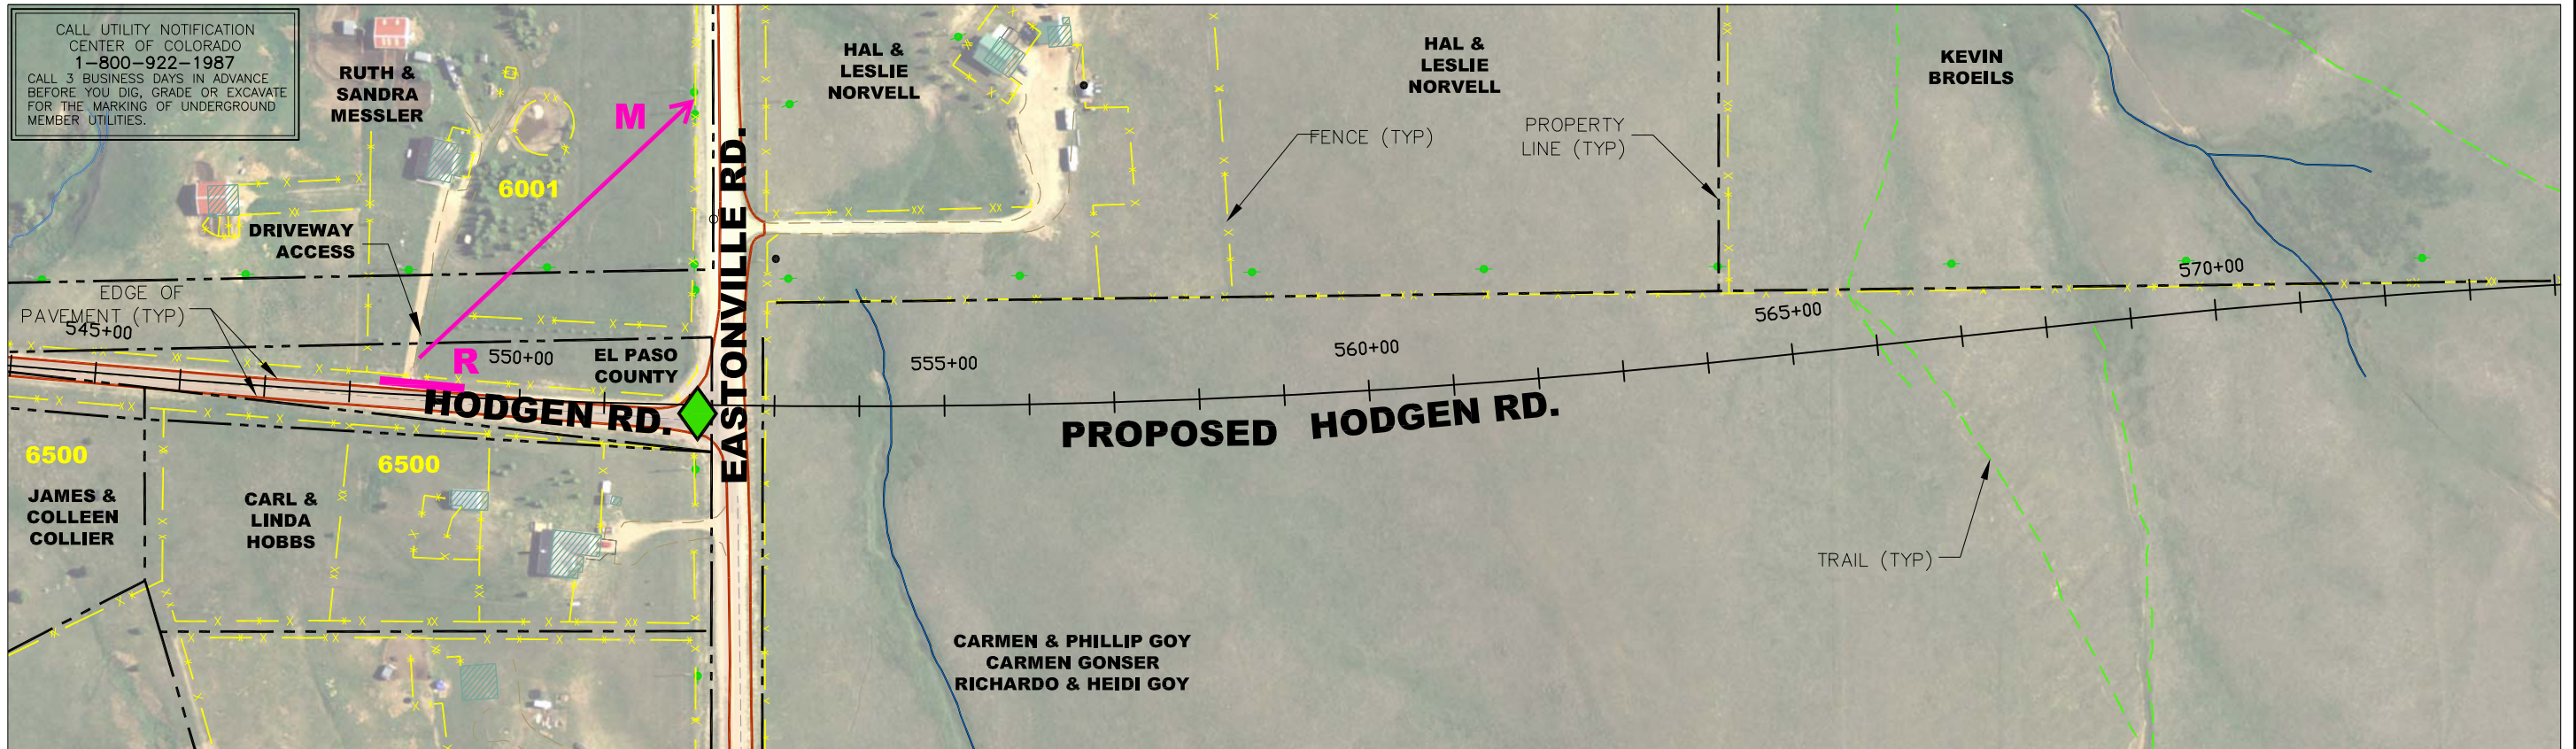 CALL UTILITY NOTIFICATION
CENTER OF COLORADO
1-800-922-1987
CALL 3 BUSINESS DAYS IN ADVANCE
BEFORE YOU DIG, GRADE OR EXCAVATE
FOR THE MARKING OF UNDERGROUND
MEMBER UTILITIES.
RUTH &
SANDRA
MESSLER
M
HAL &
LESLIE
NORVELL
HAL &
LESLIE
NORVELL
KEVIN
BROEILS
FENCE (TYP)
PROPERTY
LINE (TYP)
6001
DRIVEWAY
ACCESS
EASTONVILLE RD.
EDGE OF
PAVEMENT (TYP)
545+00
R
550+00
EL PASO
COUNTY
555+00
560+00
565+00
570+00
HODGEN RD.
PROPOSED HODGEN RD.
6500
6500
JAMES &
COLLEEN
COLLIER
CARL &
LINDA
HOBBS
TRAIL (TYP)
CARMEN & PHILLIP GOY
CARMEN GONSER
RICHARDO & HEIDI GOY